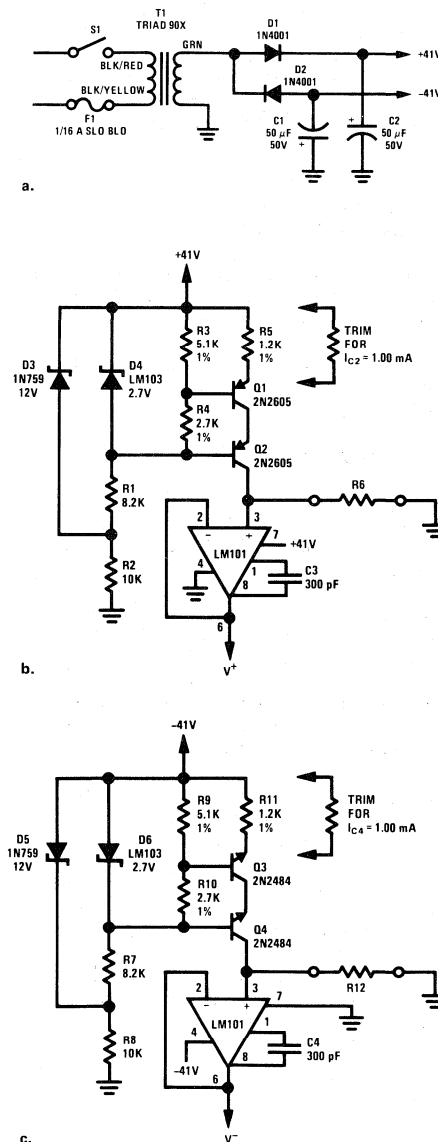 T1
TRIAD 90X
S1
GRN
D1
1N4001
+41V
BLK/RED
D2
1N4001
−41V
BLK/YELLOW
F1
1/16 A SLO BLO
C1
50 µF
50V
+
+
C2
50 µF
50V
a.
+41V
R3
5.1K
1%
R5
1.2K
1%
TRIM
FOR
IC2 = 1.00 mA
D3
1N759
12V
D4
LM103
2.7V
Q1
2N2605
R4
2.7K
1%
Q2
2N2605
R1
8.2K
R6
2
3
−
+
7
+41V
LM101
R2
10K
4
1
C3
300 pF
8
6
V+
b.
−41V
R9
5.1K
1%
R11
1.2K
1%
TRIM
FOR
IC4 = 1.00 mA
D5
1N759
12V
D6
LM103
2.7V
Q3
2N2484
R10
2.7K
1%
Q4
2N2484
R7
8.2K
R12
2
3
−
+
7
LM101
1
R8
10K
4
−41V
C4
300 pF
8
6
V−
c.